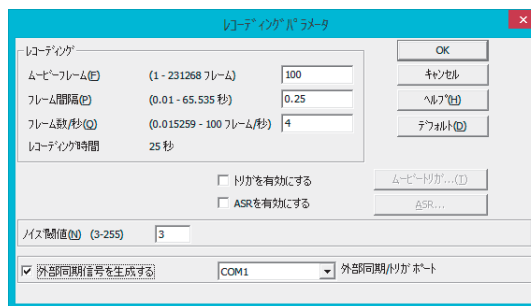 レコーディングパラメータ
レコーディング
ムービーフレーム(F) (1 - 231268 フレーム) 100
フレーム間隔(P) (0.01 - 65.535 秒) 0.25
フレーム数/秒(Q) (0.015259 - 100 フレーム/秒) 4
レコーディング時間 25 秒
OK
キャンセル
ヘルプ(H)
デフォルト(D)
トリガを有効にする
ムービートリガ...(T)
ASRを有効にする
ASR...
ノイズ閾値(N) (3-255) 3
外部同期信号を生成する COM1 外部同期/トリガ ポート